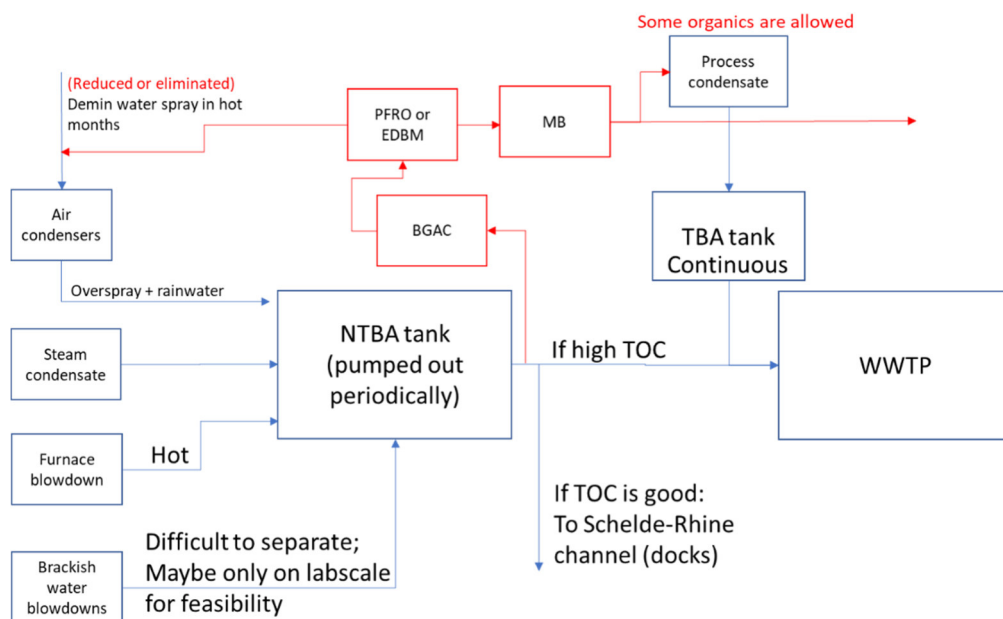 Some organics are allowed
(Reduced or eliminated)
Demin water spray in hot
months
PFRO or
EDBM
MB
Process
condensate
Air
condensers
BGAC
TBA tank
Continuous
Overspray + rainwater
Steam
condensate
NTBA tank
(pumped out
periodically)
If high TOC
WWTP
Furnace
blowdown
Hot
If TOC is good:
To Schelde-Rhine
channel (docks)
Brackish
water
blowdowns
Difficult to separate;
Maybe only on labscale
for feasibility